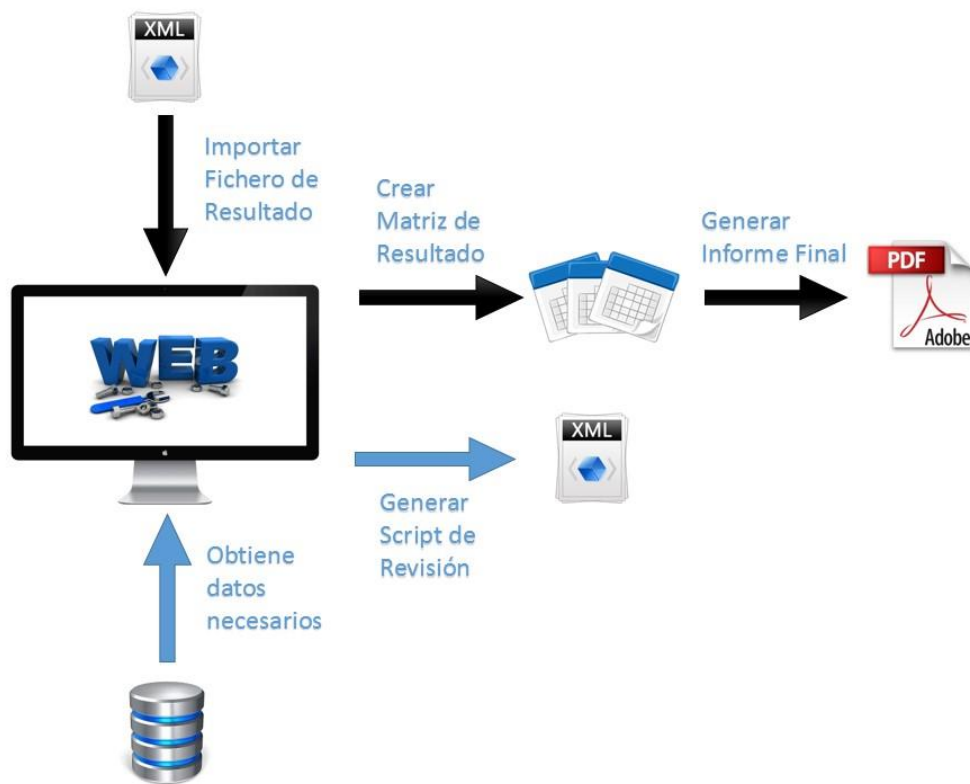 XML
Importar
Fichero de
Resultado
Crear
Matriz de
Resultado
Generar
Informe Final
PDF
Adobe
WEB
XML
Generar
Script de
Revisión
Obtiene
datos
necesarios